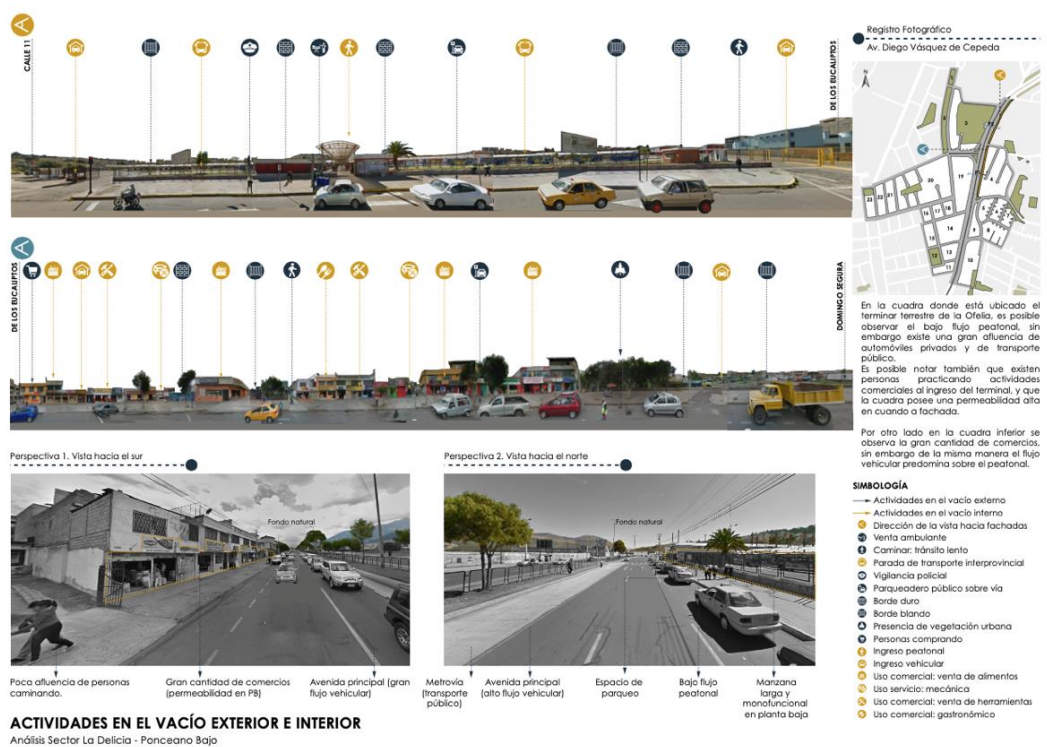 CALLE 11
DE LOS EUCALIPTOS
Registro Fotográfico
Av. Diego Vásquez de Cepeda
DE LOS EUCALIPTOS
DOMINGO SEGURA
En la cuadra donde está ubicado el
terminar terrestre de la Ofelia, es posible
observar el bajo flujo peatonal, sin
embargo existe una gran afluencia de
automóviles privados y de transporte
público.
Es posible notar también que existen
personas practicando actividades
comerciales al ingreso del terminal, y que
la cuadra posee una permeabilidad alta
en cuando a fachada.
Por otro lado en la cuadra inferior se
observa la gran cantidad de comercios,
sin embargo de la misma manera el flujo
vehicular predomina sobre el peatonal.
Perspectiva 1. Vista hacia el sur
Perspectiva 2. Vista hacia el norte
Fondo natural
Fondo natural
SIMBOLOGÍA
Actividades en el vacío externo
Actividades en el vacío interno
Dirección de la vista hacia fachadas
Venta ambulante
Caminar: tránsito lento
Parada de transporte interprovincial
Vigilancia policial
Parqueadero público sobre vía
Borde duro
Borde blando
Presencia de vegetación urbana
Personas comprando
Ingreso peatonal
Ingreso vehicular
Uso comercial: venta de alimentos
Uso servicio: mecánica
Uso comercial: venta de herramientas
Uso comercial: gastronómico
Poca afluencia de personas
caminando.
Gran cantidad de comercios
(permeabilidad en PB)
Avenida principal (gran
flujo vehicular)
Metrovía
(transporte
público)
Avenida principal
(alto flujo vehicular)
Espacio de
parqueo
Bajo flujo
peatonal
Manzana
larga y
monofuncional
en planta baja
ACTIVIDADES EN EL VACÍO EXTERIOR E INTERIOR
Análisis Sector La Delicia - Ponceano Bajo